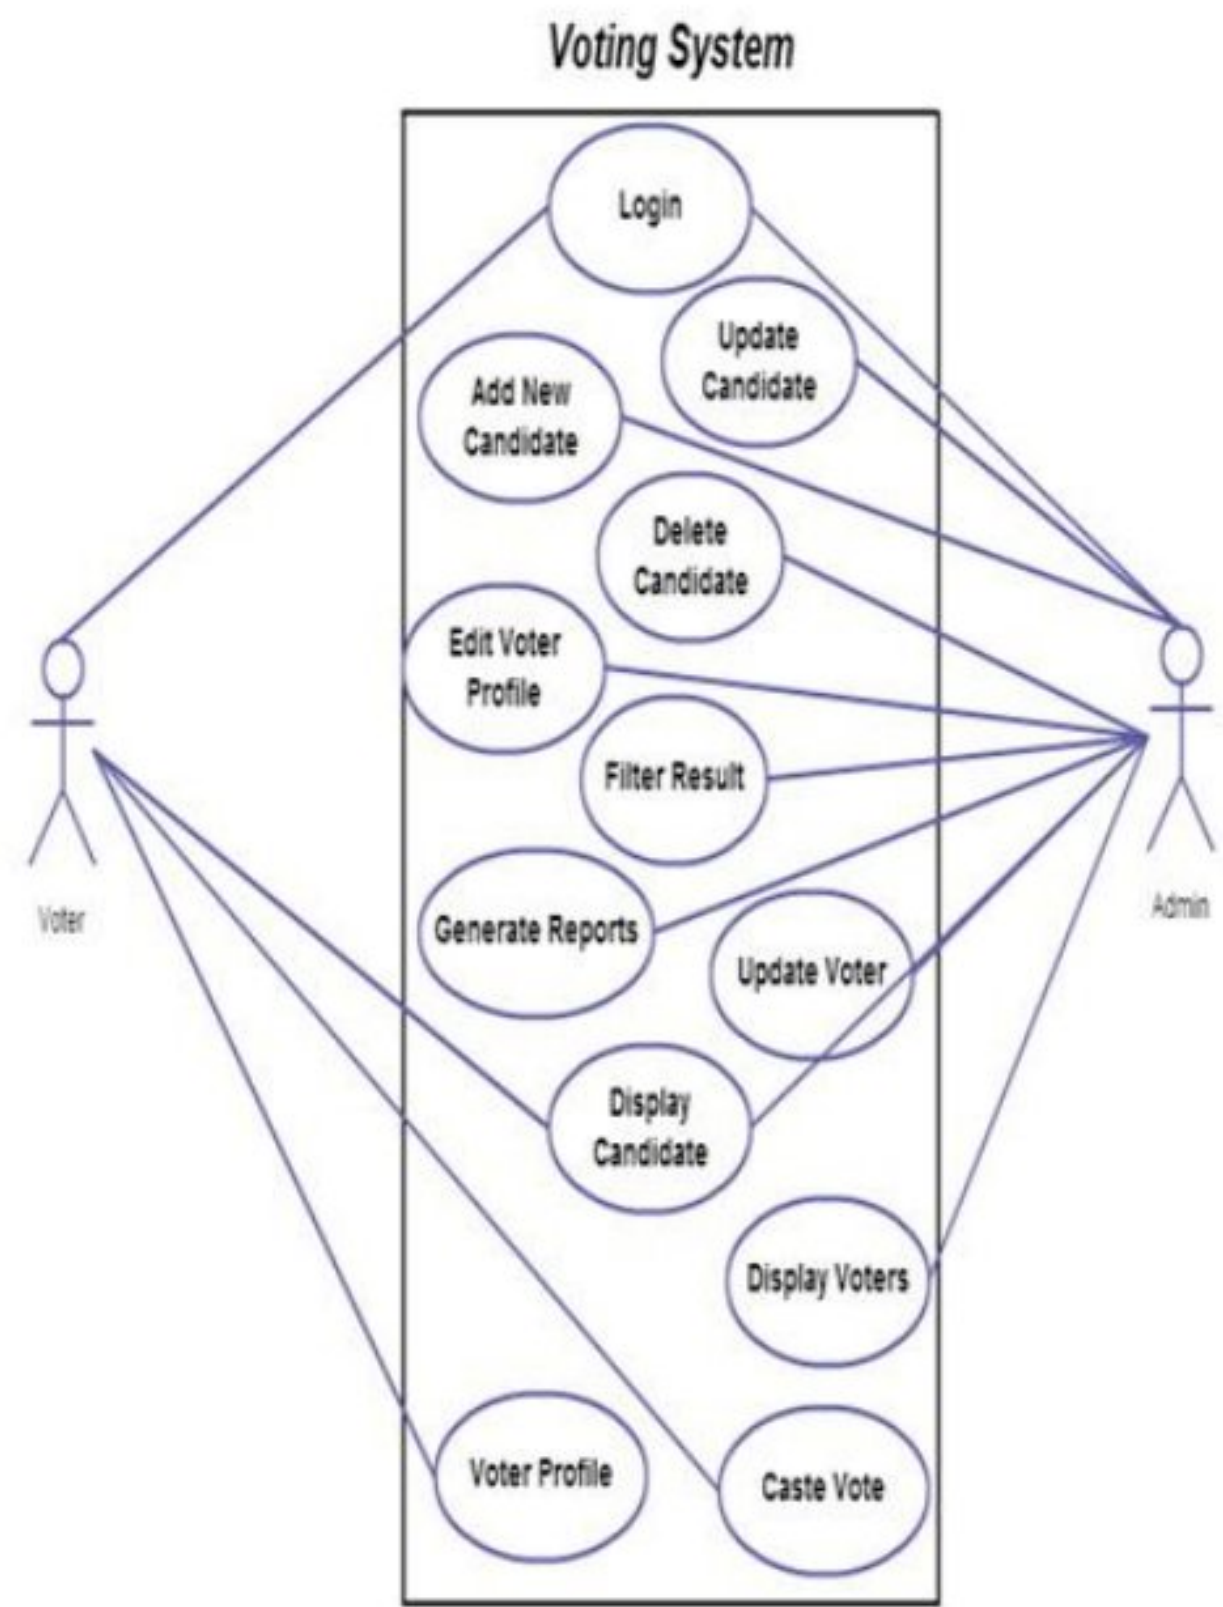 Voting System
Login
Update
Candidate
Add New
Candidate
Delete
Candidate
Edit Voter
Profile
Filter Result
Voter
Generate Reports
Admin
Update Voter
Display
Candidate
Display Voters
Voter Profile
Caste Vote